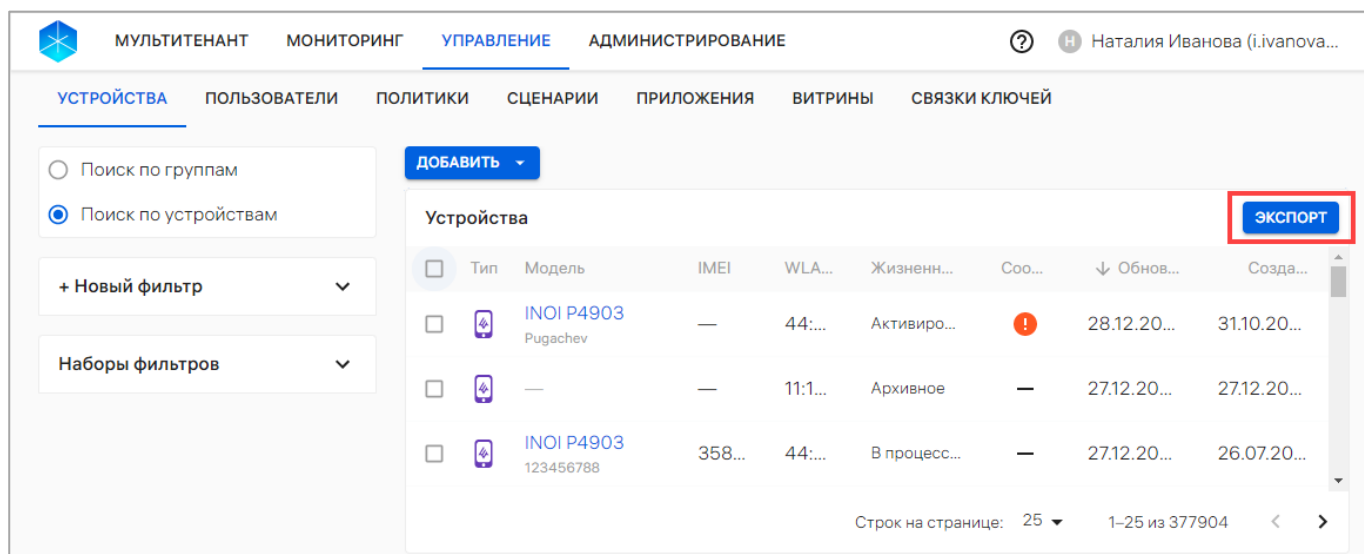 МУЛЬТИТЕНАНТ МОНИТОРИНГ УПРАВЛЕНИЕ АДМИНИСТРИРОВАНИЕ ? Н Наталия Иванова (i.ivanova...
УСТРОЙСТВА ПОЛЬЗОВАТЕЛИ ПОЛИТИКИ СЦЕНАРИИ ПРИЛОЖЕНИЯ ВИТРИНЫ СВЯЗКИ КЛЮЧЕЙ
Поиск по группам
Поиск по устройствам
+ Новый фильтр
Наборы фильтров
ДОБАВИТЬ
Устройства ЭКСПОРТ
Тип Модель IMEI WLA... Жизненн... Соо... ↓ Обнов... Созда...
INOI P4903 — 44:... Активиро... ! 28.12.20... 31.10.20...
Pugachev
— — 11:1... Архивное — 27.12.20... 27.12.20...
INOI P4903 358... 44:... В процесс... — 27.12.20... 26.07.20...
123456788
Строк на странице: 25 1–25 из 377904